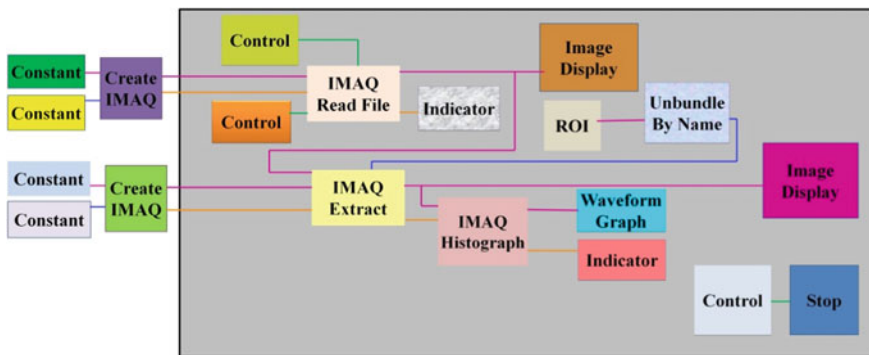 Constant
Constant
Create
IMAQ
Control
Control
IMAQ
Read File
Indicator
Image
Display
ROI
Unbundle
By Name
Constant
Constant
Create
IMAQ
IMAQ
Extract
IMAQ
Histograph
Waveform
Graph
Indicator
Image
Display
Control
Stop